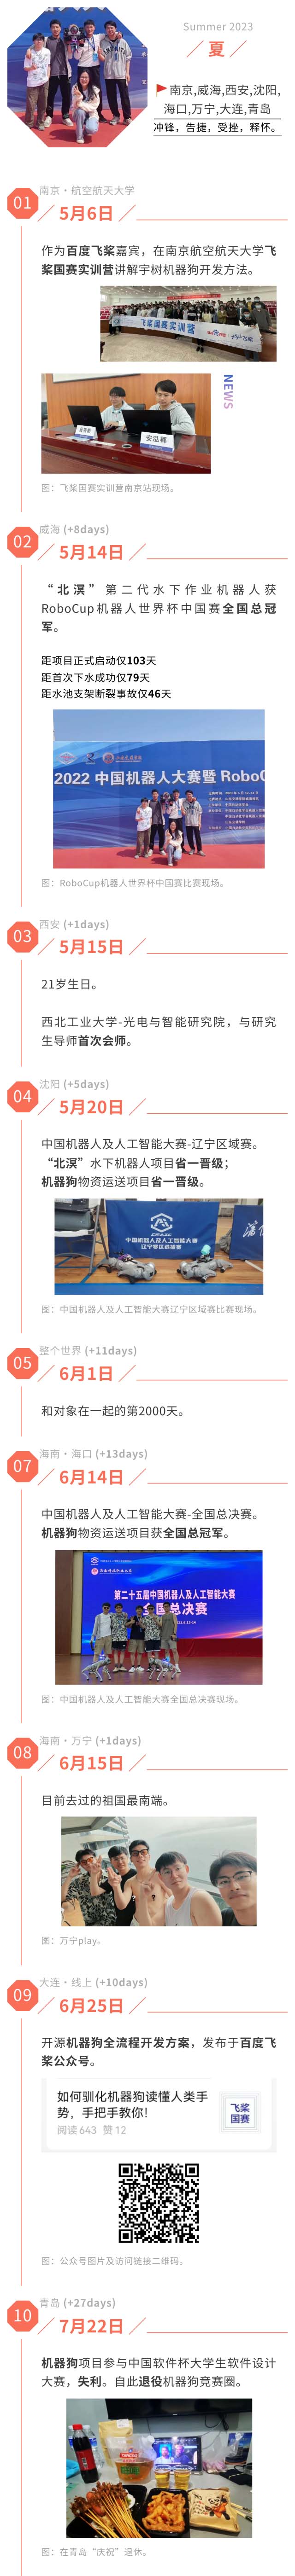 Summer 2023
夏
南京,威海,西安,沈阳,
海口,万宁,大连,青岛
冲锋，告捷，受挫，释怀。
01
南京·航空航天大学
5月6日
作为百度飞桨嘉宾，在南京航空航天大学飞
桨国赛实训营讲解宇树机器狗开发方法。
飞桨国赛实训营
安泓郡
NEWS
图：飞桨国赛实训营南京站现场。
02
威海 (+8days)
5月14日
“北溟”第二代水下作业机器人获
RoboCup机器人世界杯中国赛全国总冠
军。
距项目正式启动仅103天
距首次下水成功仅79天
距水池支架断裂事故仅46天
2022 中国机器人大赛暨 RoboC
图：RoboCup机器人世界杯中国赛比赛现场。
03
西安 (+1days)
5月15日
21岁生日。
西北工业大学-光电与智能研究院，与研究
生导师首次会师。
04
沈阳 (+5days)
5月20日
中国机器人及人工智能大赛-辽宁区域赛。
“北溟”水下机器人项目省一晋级；
机器狗物资运送项目省一晋级。
中国机器人及人工智能大赛
图：中国机器人及人工智能大赛辽宁区域赛比赛现场。
05
整个世界 (+11days)
6月1日
和对象在一起的第2000天。
07
海南·海口 (+13days)
6月14日
中国机器人及人工智能大赛-全国总决赛。
机器狗物资运送项目获全国总冠军。
第二十五届中国机器人及人工智能大赛
全国总决赛
图：中国机器人及人工智能大赛全国总决赛现场。
08
海南·万宁 (+1days)
6月15日
目前去过的祖国最南端。
图：万宁play。
09
大连·线上 (+10days)
6月25日
开源机器狗全流程开发方案，发布于百度飞
桨公众号。
如何驯化机器狗读懂人类手
势，手把手教你！
阅读643 赞12
飞桨
国赛
图：公众号图片及访问链接二维码。
10
青岛 (+27days)
7月22日
机器狗项目参与中国软件杯大学生软件设计
大赛，失利。自此退役机器狗竞赛圈。
图：在青岛“庆祝”退休。